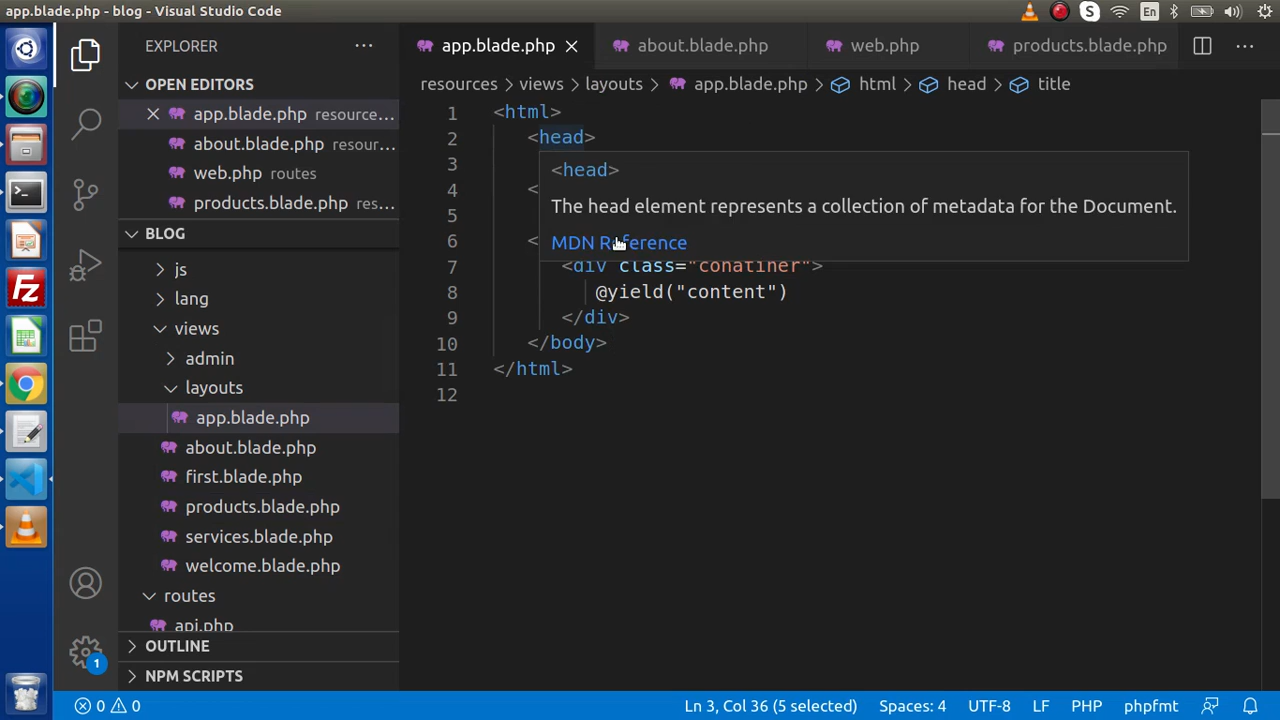 app.blade.php - blog - Visual Studio Code
En
EXPLORER
OPEN EDITORS
app.blade.php resource...
about.blade.php resour...
web.php routes
products.blade.php res...
BLOG
js
lang
views
admin
layouts
app.blade.php
about.blade.php
first.blade.php
products.blade.php
services.blade.php
welcome.blade.php
routes
api.php
OUTLINE
NPM SCRIPTS
app.blade.php
about.blade.php
web.php
products.blade.php
resources > views > layouts > app.blade.php > html > head > title
1 <html>
2 <head>
3
4 <
5
6 <
7 <div class="conatiner">
8 @yield("content")
9 </div>
10 </body>
11 </html>
12
<head>
The head element represents a collection of metadata for the Document.
MDN Reference
1
0 0
Ln 3, Col 36 (5 selected)
Spaces: 4
UTF-8
LF
PHP
phpfmt